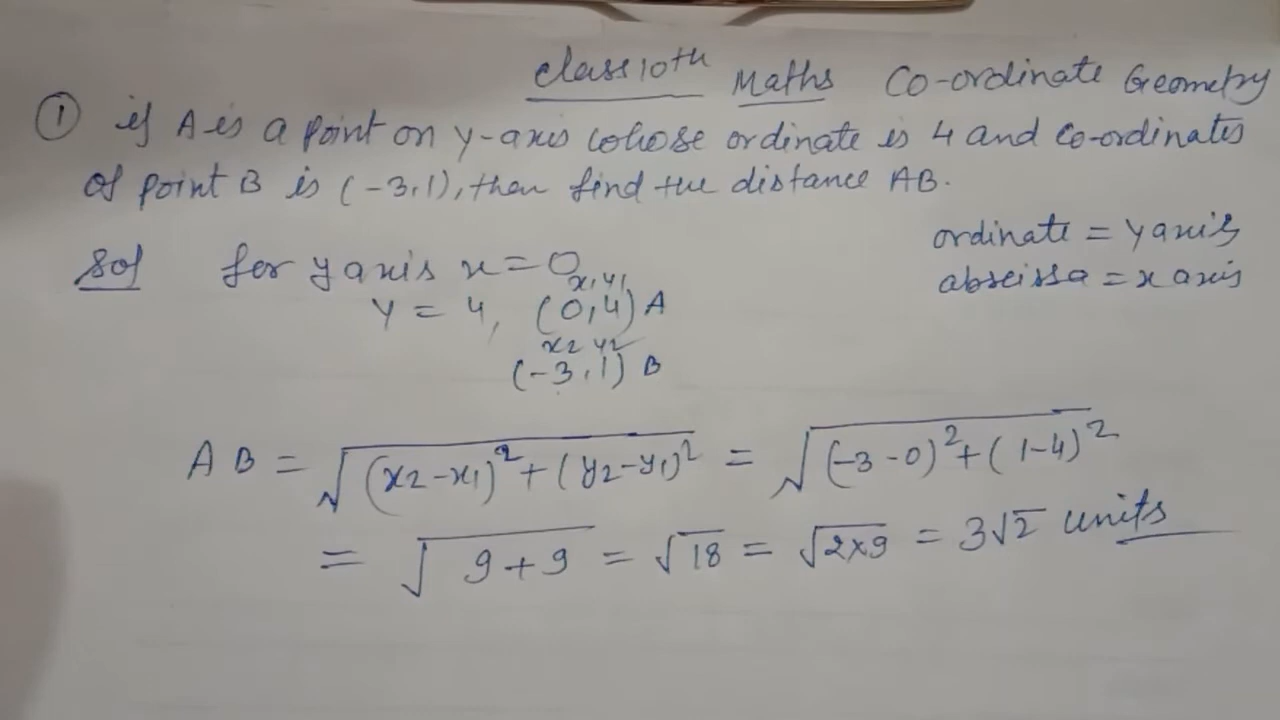 Class 10th Maths Co-ordinate Geometry
① if A is a point on y-axis whose ordinate is 4 and Co-ordinates
of point B is (-3,1), then find the distance AB.
ordinate = y axis
abscissa = x axis
Sol for y axis x = 0
x₁ y₁
Y = 4, (0,4) A
x₂ y₂
(-3,1) B
AB = √((x₂-x₁)²+(y₂-y₁)²) = √((-3-0)²+(1-4)²)
= √(9+9) = √18 = √(2×9) = 3√2 units